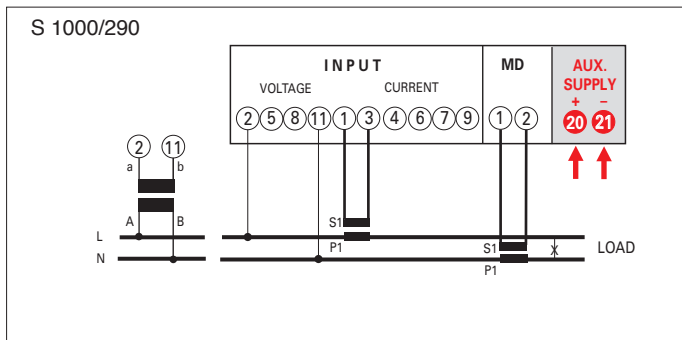 S 1000/290
INPUT MD AUX. SUPPLY
VOLTAGE CURRENT
+ –
2 5 8 11 1 3 4 6 7 9 1 2 20 21
2 11
a b
S1
A B
L
P1 S1 X LOAD
N
P1